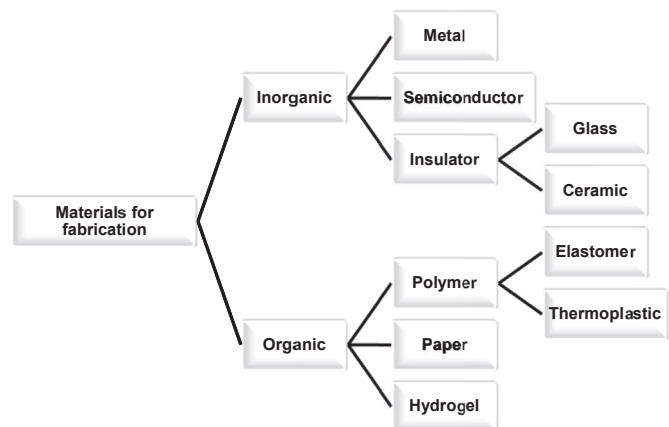 Metal
Inorganic
Semiconductor
Glass
Insulator
Ceramic
Materials for
fabrication
Elastomer
Polymer
Thermoplastic
Organic
Paper
Hydrogel